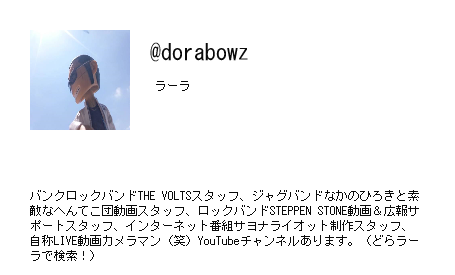 @dorabowz
ラーラ
パンクロックバンドTHE VOLTSスタッフ、ジャグバンドなかのひろきと素
敵なへんてこ団動画スタッフ、ロックバンドSTEPPEN STONE動画＆広報サ
ポートスタッフ、インターネット番組サヨナラライオット制作スタッフ、
自称LIVE動画カメラマン（笑）YouTubeチャンネルあります。（どらラー
ラで検索！）